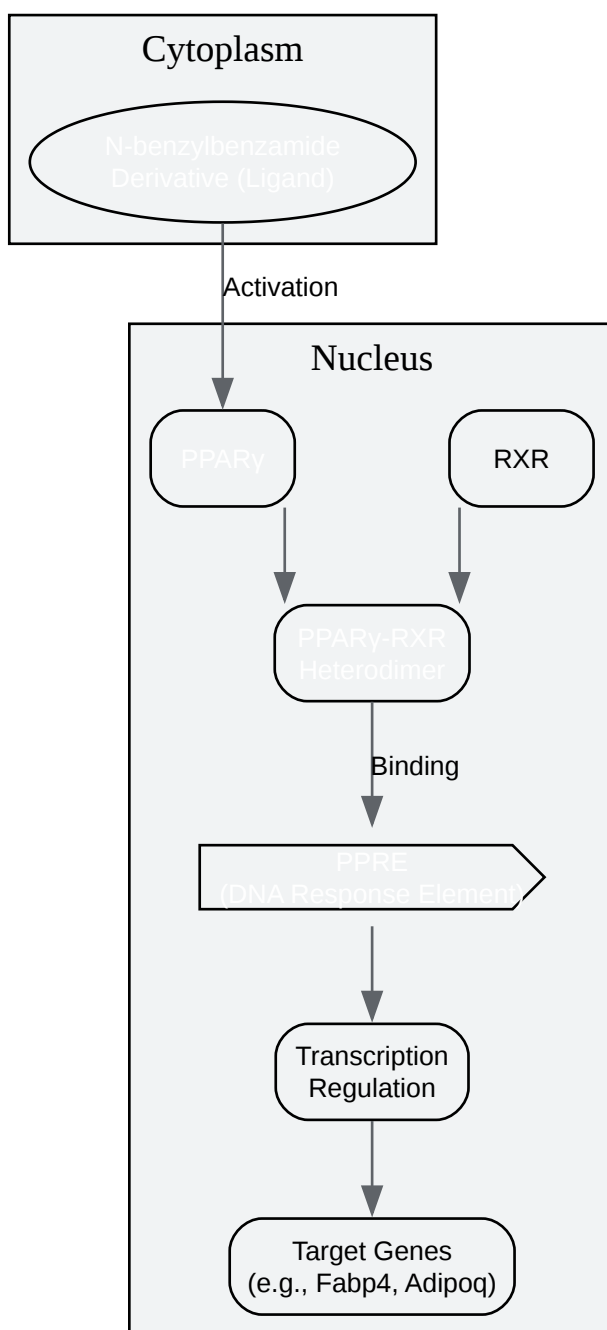 Cytoplasm
N-benzylbenzamide
Derivative (Ligand)
Activation
Nucleus
PPARγ
RXR
PPARγ-RXR
Heterodimer
Binding
PPRE
(DNA Response Element)
Transcription
Regulation
Target Genes
(e.g., Fabp4, Adipoq)